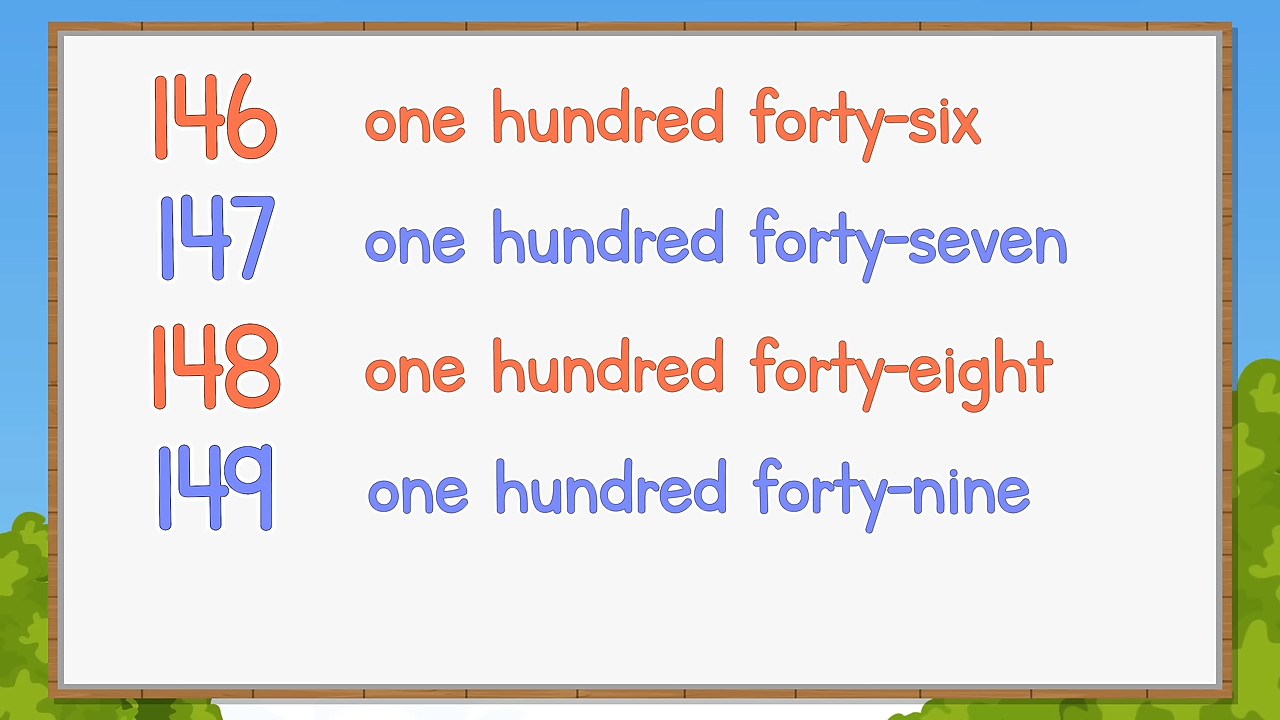 146 one hundred forty-six
147 one hundred forty-seven
148 one hundred forty-eight
149 one hundred forty-nine